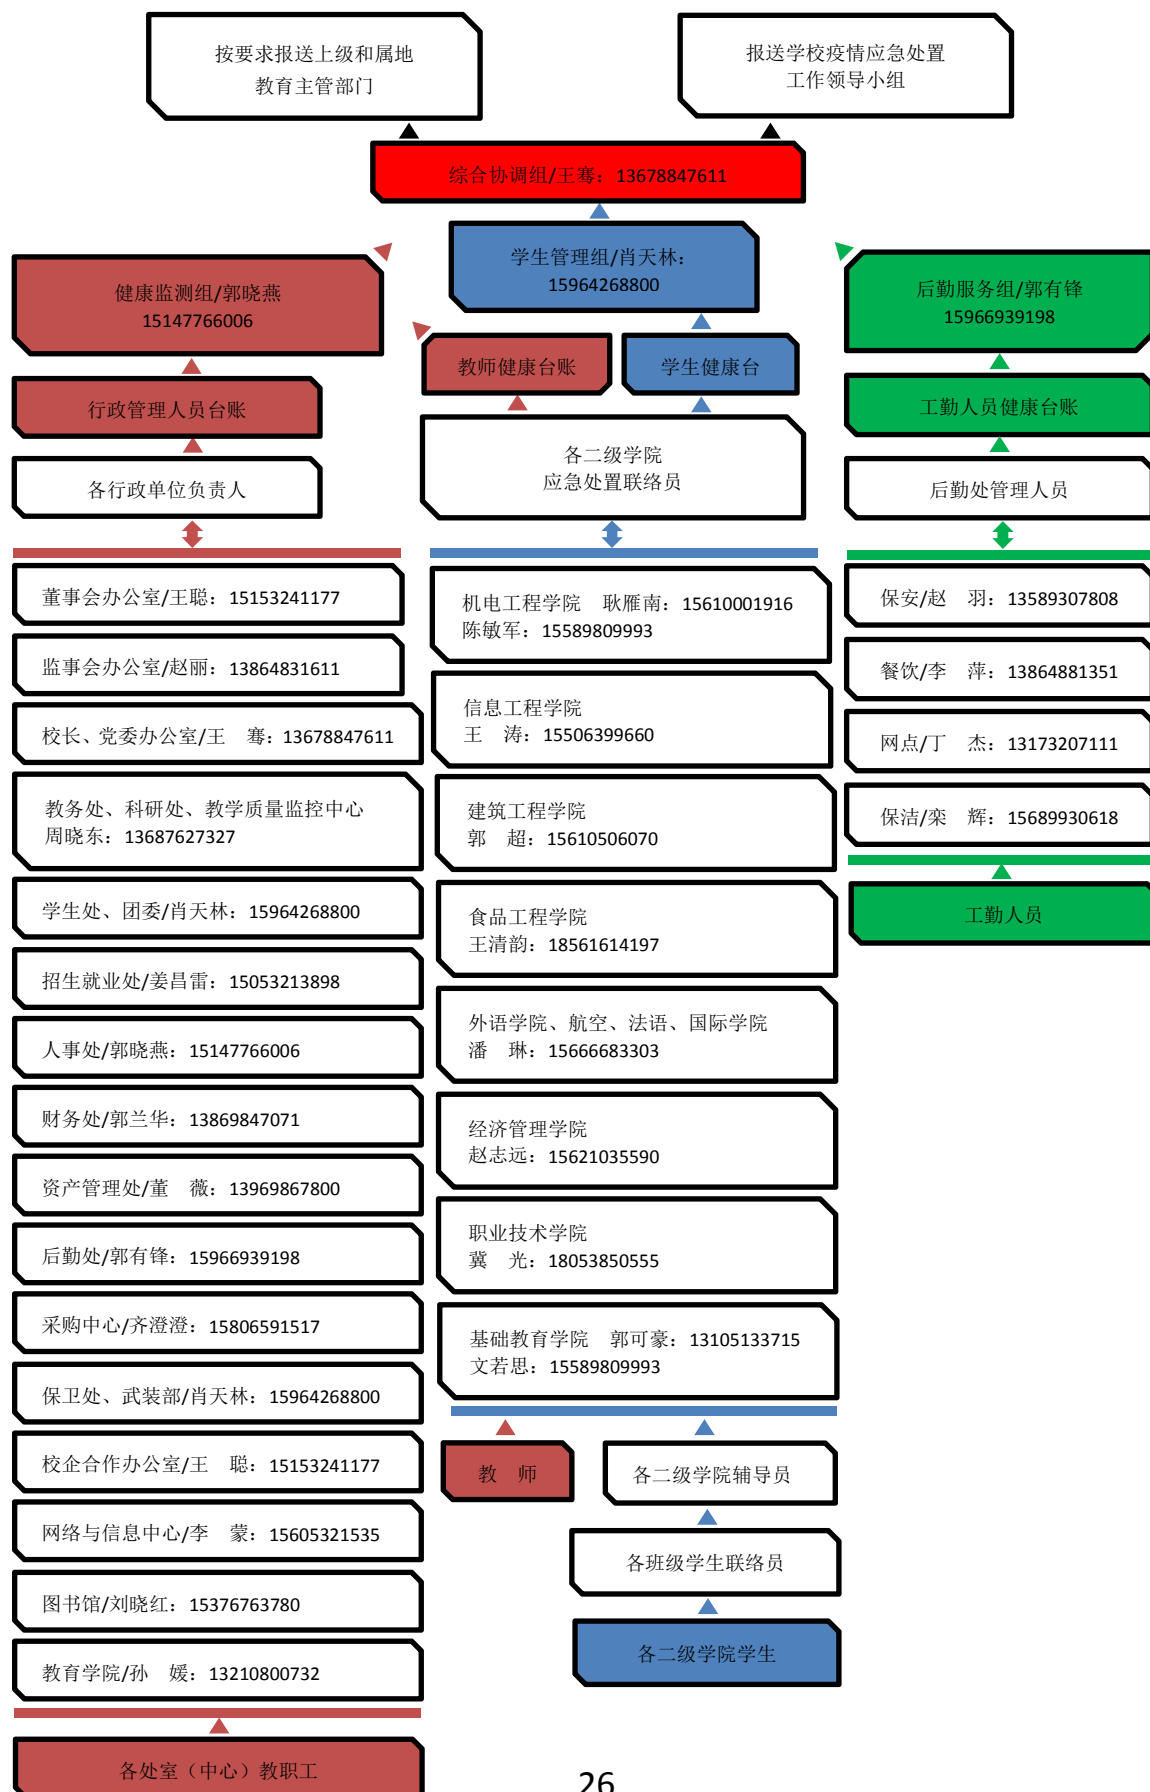 按要求报送上级和属地
教育主管部门
报送学校疫情应急处置
工作领导小组
综合协调组/王骞：13678847611
学生管理组/肖天林：
15964268800
健康监测组/郭晓燕
15147766006
后勤服务组/郭有锋
15966939198
教师健康台账
学生健康台
行政管理人员台账
工勤人员健康台账
各行政单位负责人
各二级学院
应急处置联络员
后勤处管理人员
董事会办公室/王聪：15153241177
监事会办公室/赵丽：13864831611
校长、党委办公室/王　骞：13678847611
教务处、科研处、教学质量监控中心
周晓东：13687627327
学生处、团委/肖天林：15964268800
招生就业处/姜昌雷：15053213898
人事处/郭晓燕：15147766006
财务处/郭兰华：13869847071
资产管理处/董　薇：13969867800
后勤处/郭有锋：15966939198
采购中心/齐澄澄：15806591517
保卫处、武装部/肖天林：15964268800
校企合作办公室/王　聪：15153241177
网络与信息中心/李　蒙：15605321535
图书馆/刘晓红：15376763780
教育学院/孙　媛：13210800732
各处室（中心）教职工
机电工程学院　耿雁南：15610001916
陈敏军：15589809993
信息工程学院
王　涛：15506399660
建筑工程学院
郭　超：15610506070
食品工程学院
王清韵：18561614197
外语学院、航空、法语、国际学院
潘　琳：15666683303
经济管理学院
赵志远：15621035590
职业技术学院
冀　光：18053850555
基础教育学院　郭可豪：13105133715
文若思：15589809993
教　师
各二级学院辅导员
各班级学生联络员
各二级学院学生
保安/赵　羽：13589307808
餐饮/李　萍：13864881351
网点/丁　杰：13173207111
保洁/栾　辉：15689930618
工勤人员
26